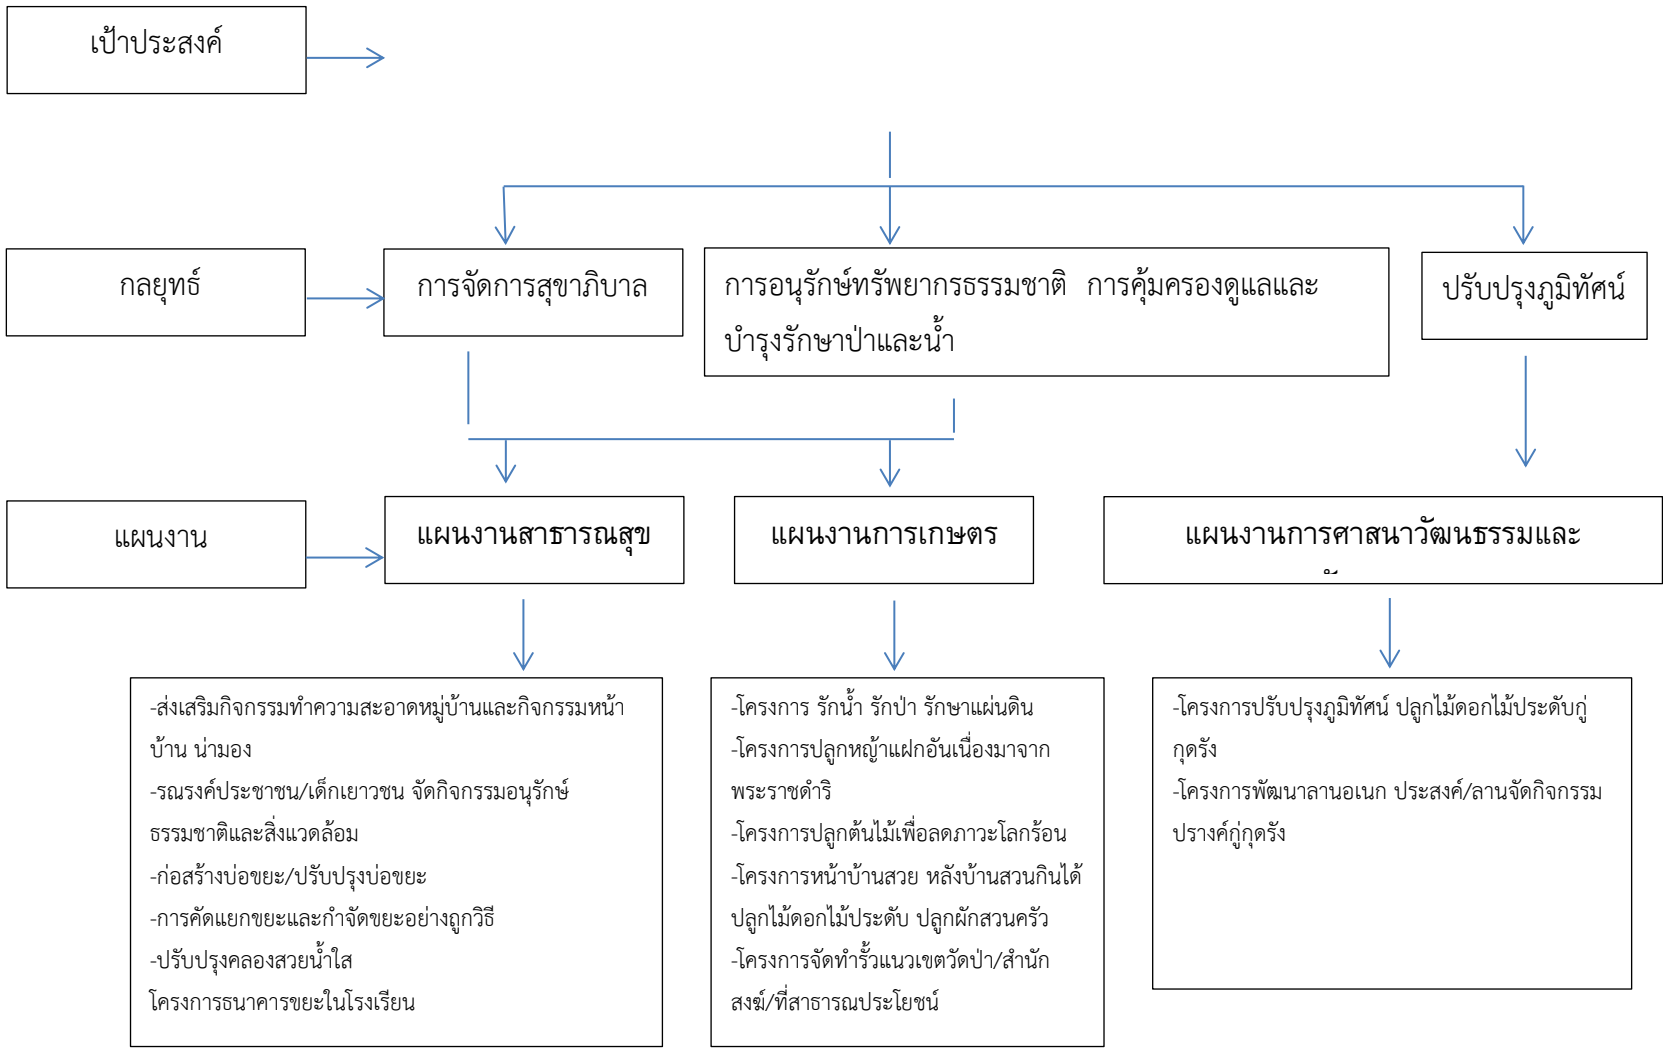 เป้าประสงค์
กลยุทธ์
การจัดการสุขาภิบาล
การอนุรักษ์ทรัพยากรธรรมชาติ การคุ้มครองดูแลและ
บำรุงรักษาป่าและน้ำ
ปรับปรุงภูมิทัศน์
แผนงาน
แผนงานสาธารณสุข
แผนงานการเกษตร
แผนงานการศาสนาวัฒนธรรมและ
-ส่งเสริมกิจกรรมทำความสะอาดหมู่บ้านและกิจกรรมหน้า
บ้าน น่ามอง
-รณรงค์ประชาชน/เด็กเยาวชน จัดกิจกรรมอนุรักษ์
ธรรมชาติและสิ่งแวดล้อม
-ก่อสร้างบ่อขยะ/ปรับปรุงบ่อขยะ
-การคัดแยกขยะและกำจัดขยะอย่างถูกวิธี
-ปรับปรุงคลองสวยน้ำใส
โครงการธนาคารขยะในโรงเรียน
-โครงการ รักน้ำ รักป่า รักษาแผ่นดิน
-โครงการปลูกหญ้าแฝกอันเนื่องมาจาก
พระราชดำริ
-โครงการปลูกต้นไม้เพื่อลดภาวะโลกร้อน
-โครงการหน้าบ้านสวย หลังบ้านสวนกินได้
ปลูกไม้ดอกไม้ประดับ ปลูกผักสวนครัว
-โครงการจัดทำรั้วแนวเขตวัดป่า/สำนัก
สงฆ์/ที่สาธารณประโยชน์
-โครงการปรับปรุงภูมิทัศน์ ปลูกไม้ดอกไม้ประดับกู่
กุดรัง
-โครงการพัฒนาลานอเนก ประสงค์/ลานจัดกิจกรรม
ปรางค์กู่กุดรัง